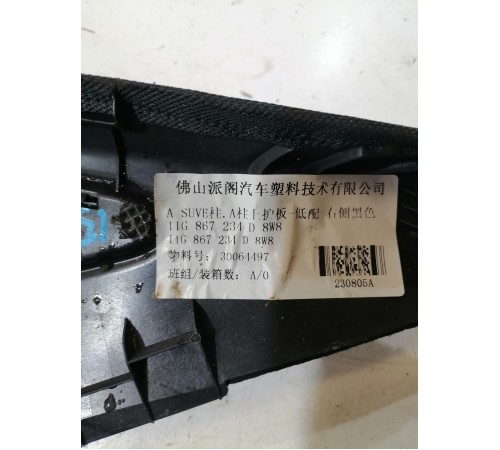 佛山派阁汽车塑料技术有限公司
A SUVE柱.A柱上护板-低配 右侧黑色
11G 867 234 D 8W8
11G 867 234 D 8W8
物料号: 30064497
班组/装箱数: A/0
230805A